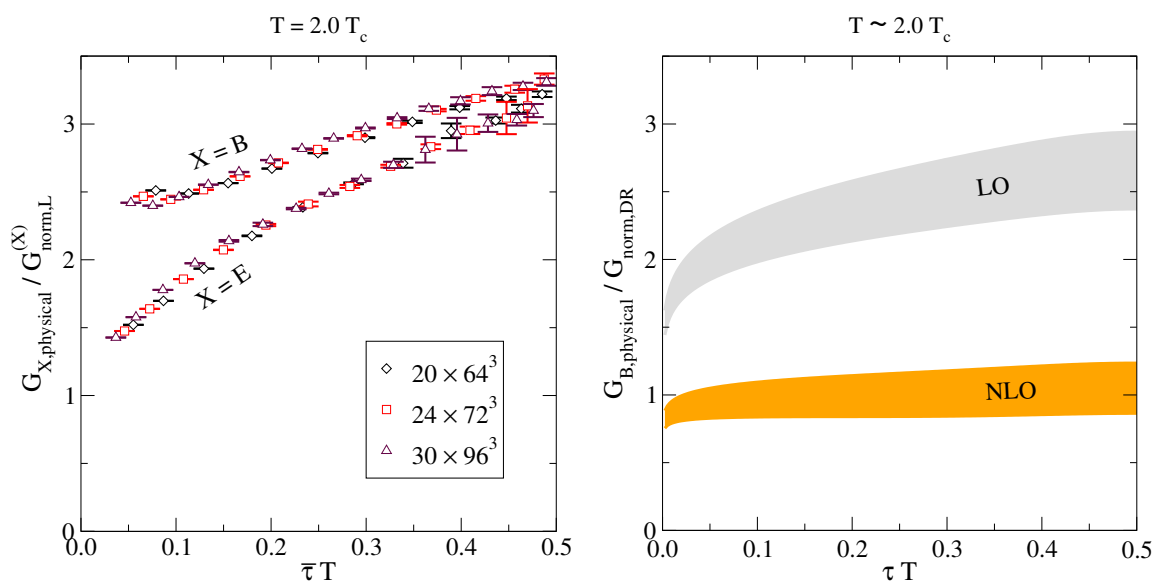 T = 2.0 T_c
G_X,physical / G^(X)_norm,L
3
2
1
0
X = B
X = E
20 × 64^3
24 × 72^3
30 × 96^3
0.0 0.1 0.2 0.3 0.4 0.5
τ̅ T
T ~ 2.0 T_c
G_B,physical / G_norm,DR
3
2
1
0
LO
NLO
0.0 0.1 0.2 0.3 0.4 0.5
τ T